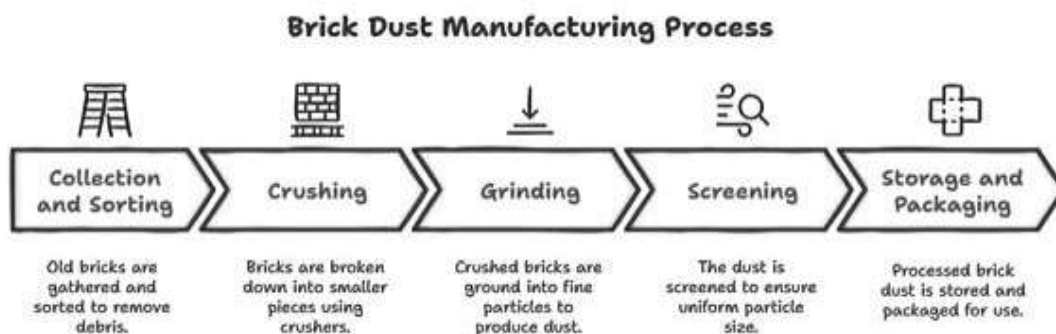 Brick Dust Manufacturing Process
Collection
and Sorting
Crushing
Grinding
Screening
Storage and
Packaging
Old bricks are
gathered and
sorted to remove
debris.
Bricks are broken
down into smaller
pieces using
crushers.
Crushed bricks are
ground into fine
particles to
produce dust.
The dust is
screened to ensure
uniform particle
size.
Processed brick
dust is stored and
packaged for use.